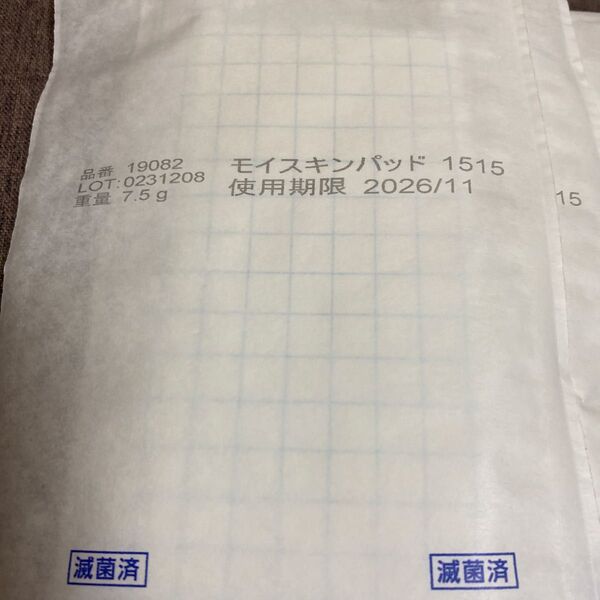 品番 19082
LOT:0231208
重量 7.5 g
モイスキンパッド 1515
使用期限 2026/11
15
滅菌済
滅菌済